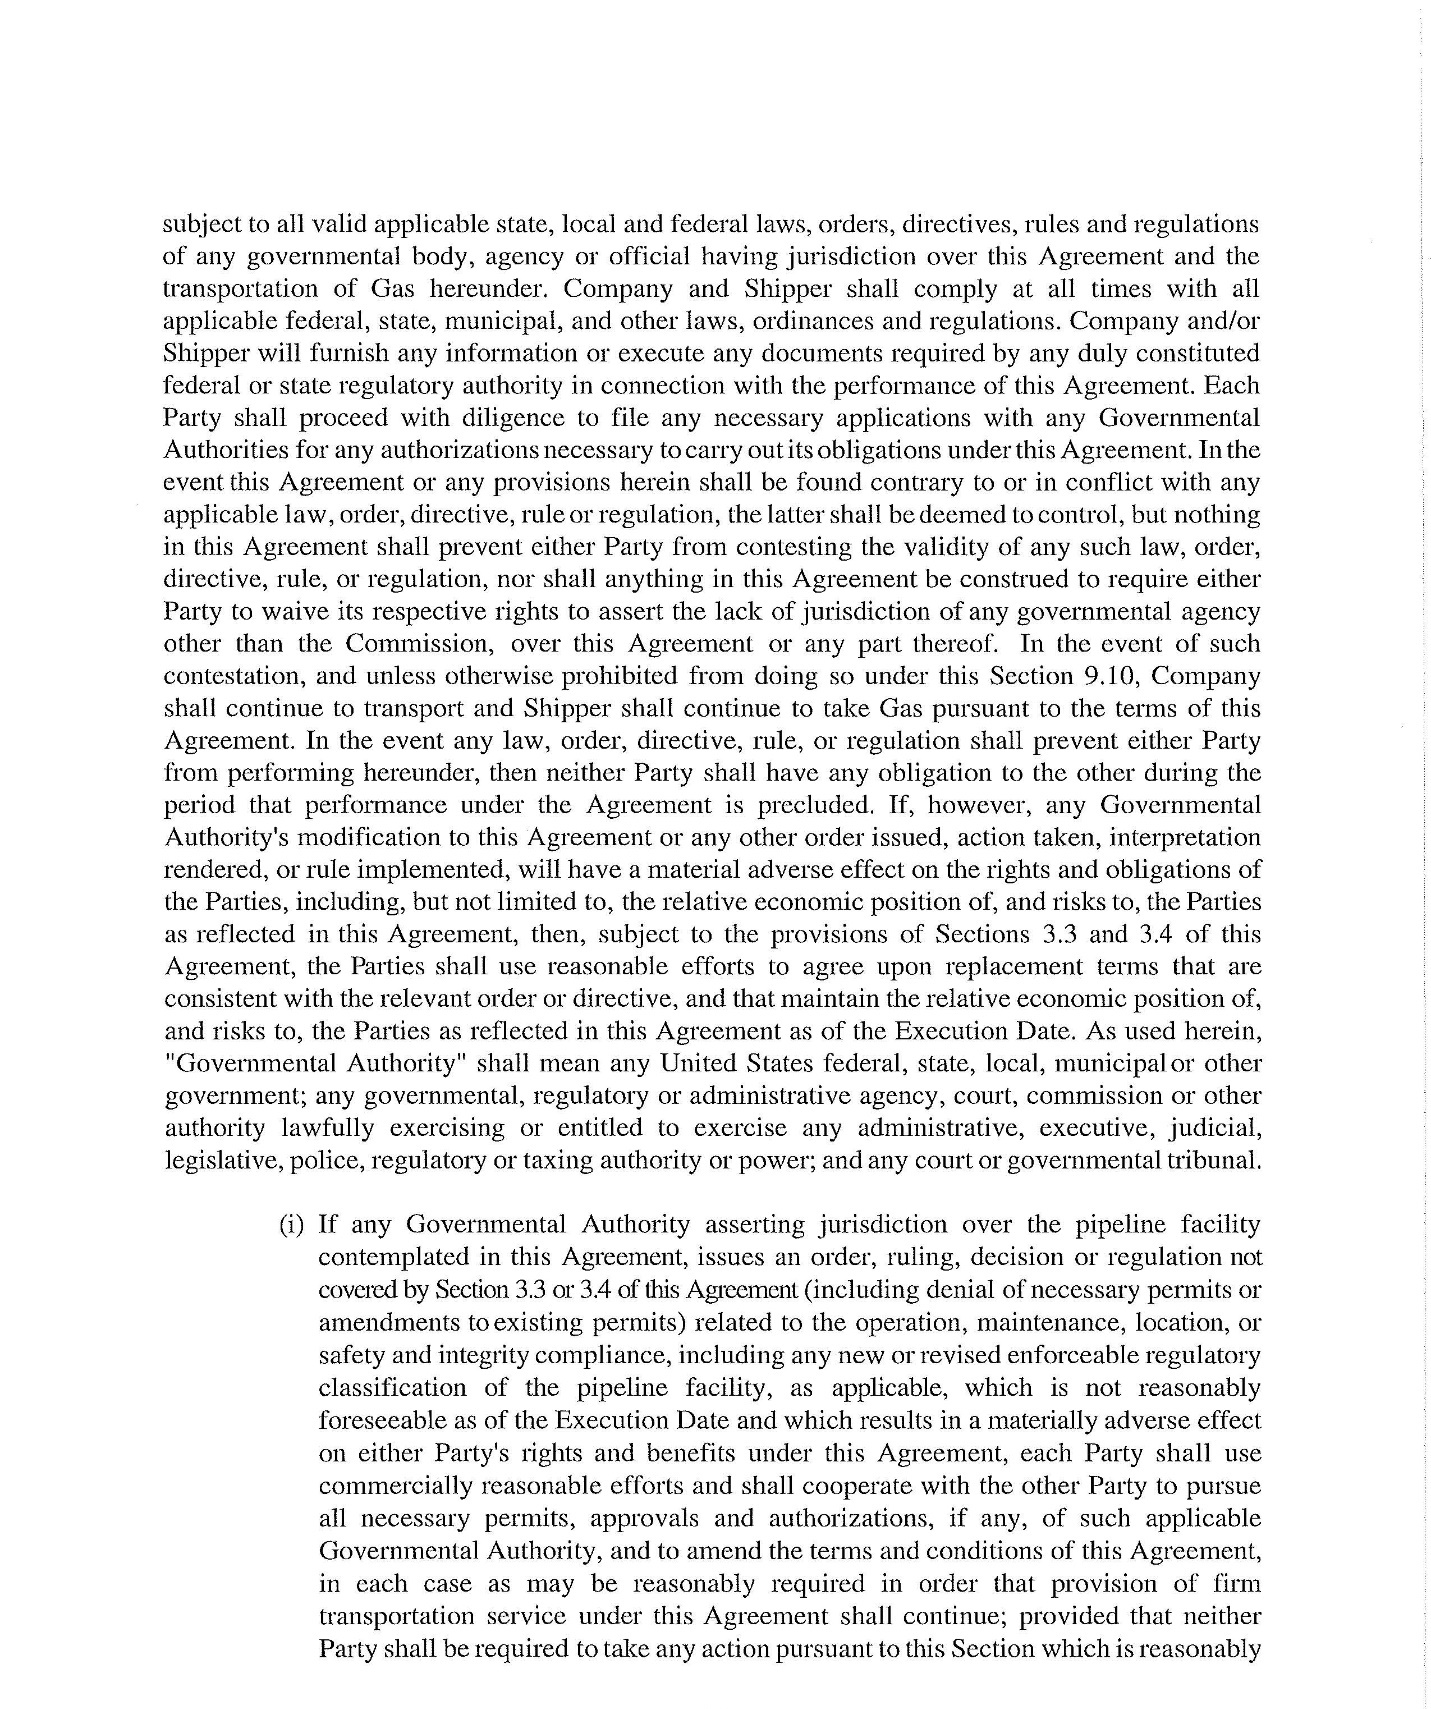 subject to all valid applicable state, local and federal laws, orders, directives, rules and regulations
of any governmental body, agency or official having jurisdiction over this Agreement and the
transportation of Gas hereunder. Company and Shipper shall comply at all times with all
applicable federal, state, municipal, and other laws, ordinances and regulations. Company and/or
Shipper will furnish any information or execute any documents required by any duly constituted
federal or state regulatory authority in connection with the performance of this Agreement. Each
Party shall proceed with diligence to file any necessary applications with any Governmental
Authorities for any authorizations necessary to carry out its obligations under this Agreement. In the
event this Agreement or any provisions herein shall be found contrary to or in conflict with any
applicable law, order, directive, rule or regulation, the latter shall be deemed to control, but nothing
in this Agreement shall prevent either Party from contesting the validity of any such law, order,
directive, rule, or regulation, nor shall anything in this Agreement be construed to require either
Party to waive its respective rights to assert the lack of jurisdiction of any governmental agency
other than the Commission, over this Agreement or any part thereof. In the event of such
contestation, and unless otherwise prohibited from doing so under this Section 9.10, Company
shall continue to transport and Shipper shall continue to take Gas pursuant to the terms of this
Agreement. In the event any law, order, directive, rule, or regulation shall prevent either Party
from performing hereunder, then neither Party shall have any obligation to the other during the
period that performance under the Agreement is precluded. If, however, any Governmental
Authority's modification to this Agreement or any other order issued, action taken, interpretation
rendered, or rule implemented, will have a material adverse effect on the rights and obligations of
the Parties, including, but not limited to, the relative economic position of, and risks to, the Parties
as reflected in this Agreement, then, subject to the provisions of Sections 3.3 and 3.4 of this
Agreement, the Parties shall use reasonable efforts to agree upon replacement terms that are
consistent with the relevant order or directive, and that maintain the relative economic position of,
and risks to, the Parties as reflected in this Agreement as of the Execution Date. As used herein,
"Governmental Authority" shall mean any United States federal, state, local, municipal or other
government; any governmental, regulatory or administrative agency, court, commission or other
authority lawfully exercising or entitled to exercise any administrative, executive, judicial,
legislative, police, regulatory or taxing authority or power; and any court or governmental tribunal.
(i) If any Governmental Authority asserting jurisdiction over the pipeline facility
contemplated in this Agreement, issues an order, ruling, decision or regulation not
covered by Section 3.3 or 3.4 of this Agreement (including denial of necessary permits or
amendments to existing permits) related to the operation, maintenance, location, or
safety and integrity compliance, including any new or revised enforceable regulatory
classification of the pipeline facility, as applicable, which is not reasonably
foreseeable as of the Execution Date and which results in a materially adverse effect
on either Party's rights and benefits under this Agreement, each Party shall use
commercially reasonable efforts and shall cooperate with the other Party to pursue
all necessary permits, approvals and authorizations, if any, of such applicable
Governmental Authority, and to amend the terms and conditions of this Agreement,
in each case as may be reasonably required in order that provision of firm
transportation service under this Agreement shall continue; provided that neither
Party shall be required to take any action pursuant to this Section which is reasonably